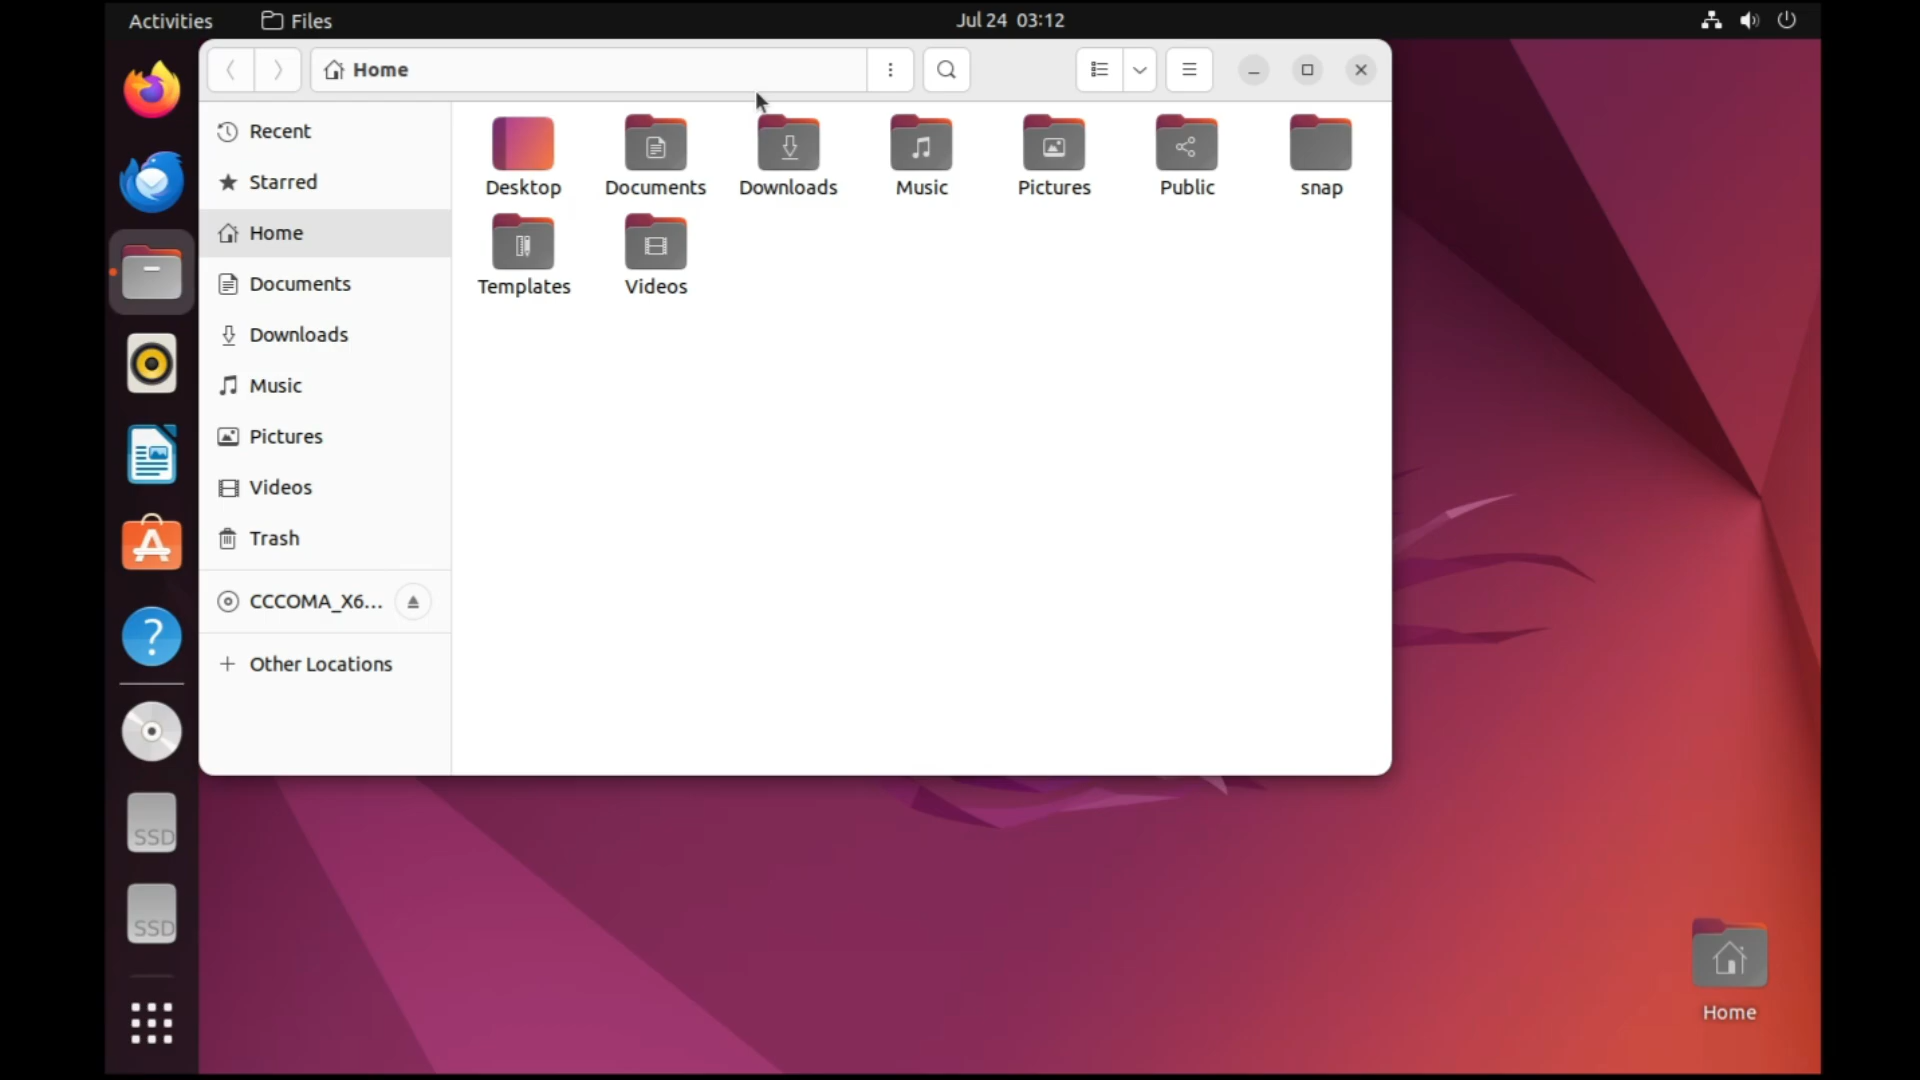 Activities
Files
Jul 24 03:12
Home
Recent
Starred
Home
Documents
Downloads
Music
Pictures
Videos
Trash
CCCOMA_X6...
Other Locations
Desktop
Documents
Downloads
Music
Pictures
Public
snap
Templates
Videos
SSD
SSD
Home